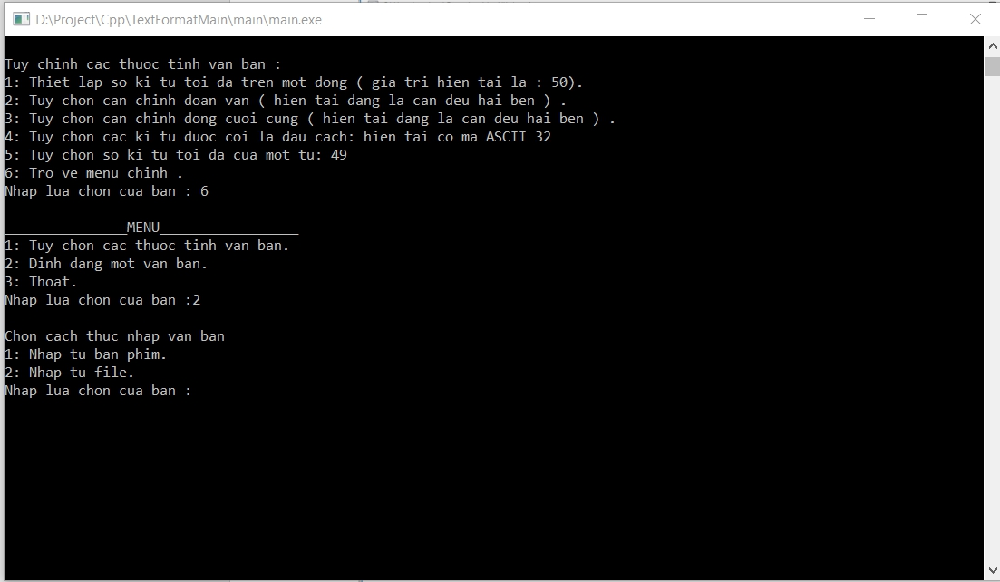 D:\Project\Cpp\TextFormatMain\main\main.exe
Tuy chinh cac thuoc tinh van ban :
1: Thiet lap so ki tu toi da tren mot dong ( gia tri hien tai la : 50).
2: Tuy chon can chinh doan van ( hien tai dang la can deu hai ben ) .
3: Tuy chon can chinh dong cuoi cung ( hien tai dang la can deu hai ben ) .
4: Tuy chon cac ki tu duoc coi la dau cach: hien tai co ma ASCII 32
5: Tuy chon so ki tu toi da cua mot tu: 49
6: Tro ve menu chinh .
Nhap lua chon cua ban : 6
_______________MENU_________________
1: Tuy chon cac thuoc tinh van ban.
2: Dinh dang mot van ban.
3: Thoat.
Nhap lua chon cua ban :2
Chon cach thuc nhap van ban
1: Nhap tu ban phim.
2: Nhap tu file.
Nhap lua chon cua ban :